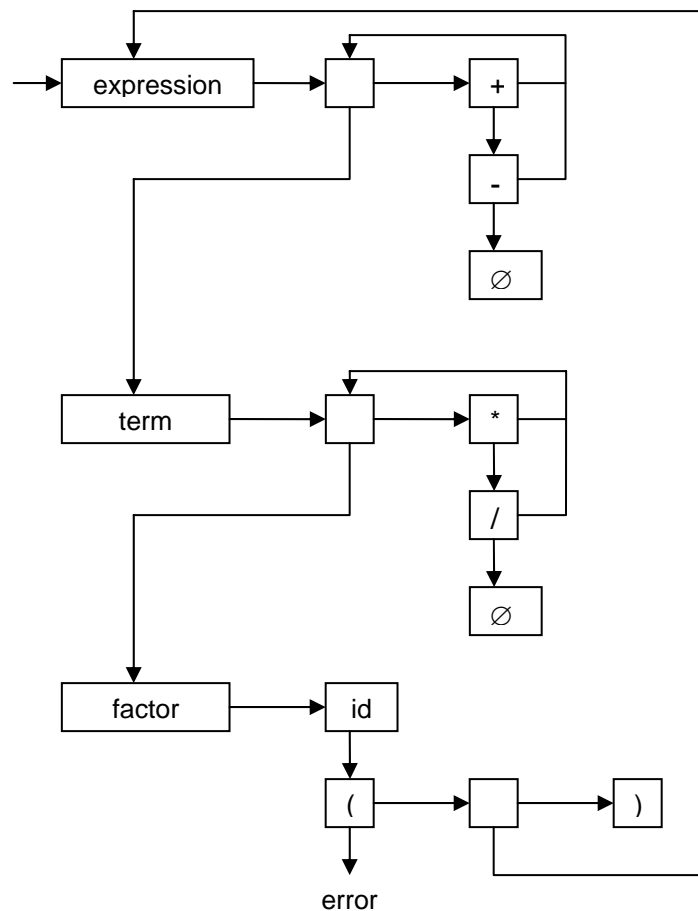 expression
+
-
∅
term
*
/
∅
factor
id
(
)
error